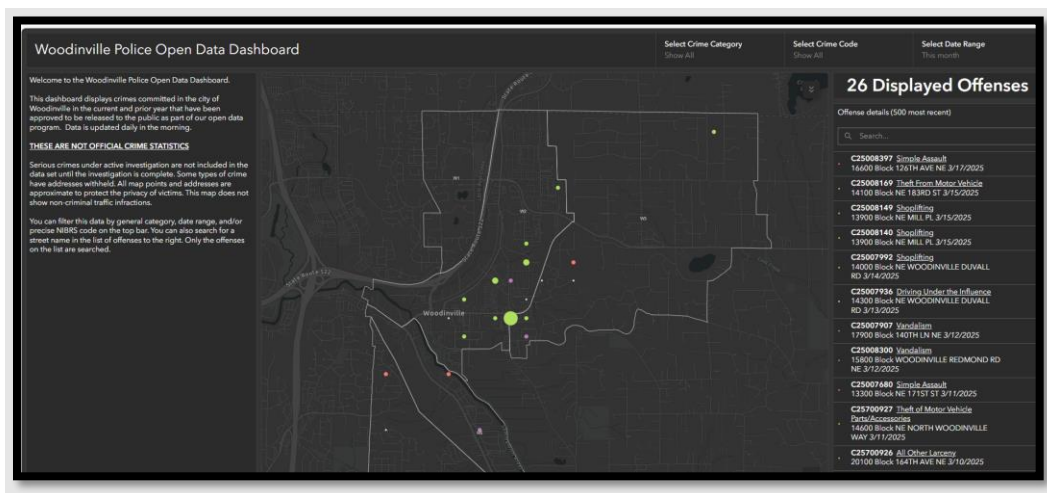 Woodinville Police Open Data Dashboard
Select Crime Category
Show All
Select Crime Code
Show All
Select Date Range
This month
Welcome to the Woodinville Police Open Data Dashboard.
This dashboard displays crimes committed in the city of
Woodinville in the current and prior year that have been
approved to be released to the public as part of our open data
program. Data is updated daily in the morning.
THESE ARE NOT OFFICIAL CRIME STATISTICS
Serious crimes under active investigation are not included in the
data set until the investigation is complete. Some types of crime
have addresses withheld. All map points and addresses are
approximate to protect the privacy of victims. This map does not
show non-criminal traffic infractions.
You can filter this data by general category, date range, and/or
precise NIBRS code on the top bar. You can also search for a
street name in the list of offenses to the right. Only the offenses
on the list are searched.
State Route 522
Woodinville
26 Displayed Offenses
Offense details (500 most recent)
Search...
C25008397 Simple Assault
16600 Block 126TH AVE NE 3/17/2025
C25008169 Theft From Motor Vehicle
14100 Block NE 183RD ST 3/15/2025
C25008149 Shoplifting
13900 Block NE MILL PL 3/15/2025
C25008140 Shoplifting
13900 Block NE MILL PL 3/15/2025
C25007992 Shoplifting
14000 Block NE WOODINVILLE DUVALL
RD 3/14/2025
C25007936 Driving Under the Influence
14300 Block NE WOODINVILLE DUVALL
RD 3/13/2025
C25007907 Vandalism
17900 Block 140TH LN NE 3/12/2025
C25008300 Vandalism
15800 Block WOODINVILLE REDMOND RD
NE 3/12/2025
C25007680 Simple Assault
13300 Block NE 171ST ST 3/11/2025
C25700927 Theft of Motor Vehicle
Parts/Accessories
14600 Block NE NORTH WOODINVILLE
WAY 3/11/2025
C25700926 All Other Larceny
20100 Block 164TH AVE NE 3/10/2025